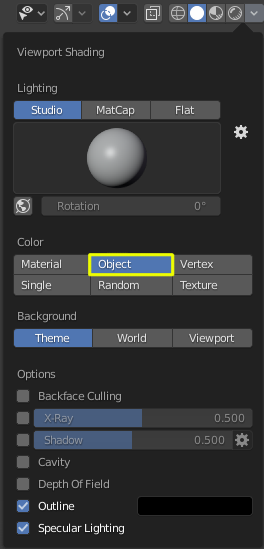 Viewport Shading
Lighting
Studio MatCap Flat
Rotation 0°
Color
Material Object Vertex
Single Random Texture
Background
Theme World Viewport
Options
Backface Culling
X-Ray 0.500
Shadow 0.500
Cavity
Depth Of Field
Outline
Specular Lighting